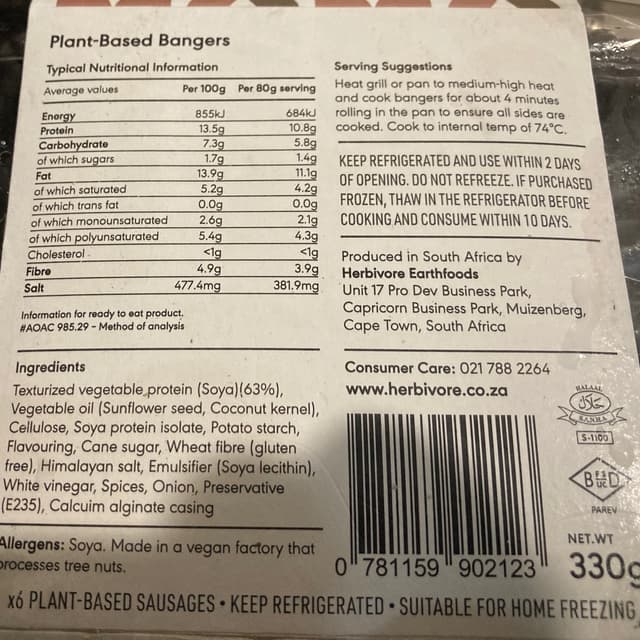 Plant-Based Bangers
Typical Nutritional Information
Average values Per 100g Per 80g serving
Energy 855kJ 684kJ
Protein 13.5g 10.8g
Carbohydrate 7.3g 5.8g
of which sugars 1.7g 1.4g
Fat 13.9g 11.1g
of which saturated 5.2g 4.2g
of which trans fat 0.0g 0.0g
of which monounsaturated 2.6g 2.1g
of which polyunsaturated 5.4g 4.3g
Cholesterol <1g <1g
Fibre 4.9g 3.9g
Salt 477.4mg 381.9mg
Information for ready to eat product.
#AOAC 985.29 - Method of analysis
Ingredients
Texturized vegetable protein (Soya)(63%),
Vegetable oil (Sunflower seed, Coconut kernel),
Cellulose, Soya protein isolate, Potato starch,
Flavouring, Cane sugar, Wheat fibre (gluten
free), Himalayan salt, Emulsifier (Soya lecithin),
White vinegar, Spices, Onion, Preservative
(E235), Calcuim alginate casing
Allergens: Soya. Made in a vegan factory that
processes tree nuts.
Serving Suggestions
Heat grill or pan to medium-high heat
and cook bangers for about 4 minutes
rolling in the pan to ensure all sides are
cooked. Cook to internal temp of 74°C.
KEEP REFRIGERATED AND USE WITHIN 2 DAYS
OF OPENING. DO NOT REFREEZE. IF PURCHASED
FROZEN, THAW IN THE REFRIGERATOR BEFORE
COOKING AND CONSUME WITHIN 10 DAYS.
Produced in South Africa by
Herbivore Earthfoods
Unit 17 Pro Dev Business Park,
Capricorn Business Park, Muizenberg,
Cape Town, South Africa
Consumer Care: 021 788 2264
www.herbivore.co.za
HALAAL
حلال
SANHA
S-1100
PAREV
0 781159 902123
NET.WT
330g
x6 PLANT-BASED SAUSAGES • KEEP REFRIGERATED • SUITABLE FOR HOME FREEZING